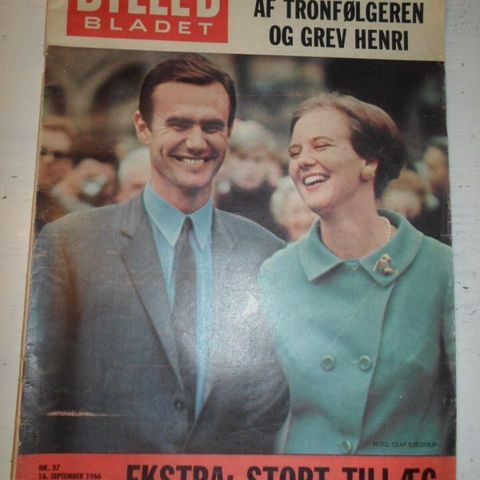 BILLED
BLADET
AF TRONFØLGEREN
OG GREV HENRI
FOTO: OLAF KJELSTRUP
NR. 37
16. SEPTEMBER 1966
EKSTRA: STORT TILLÆG